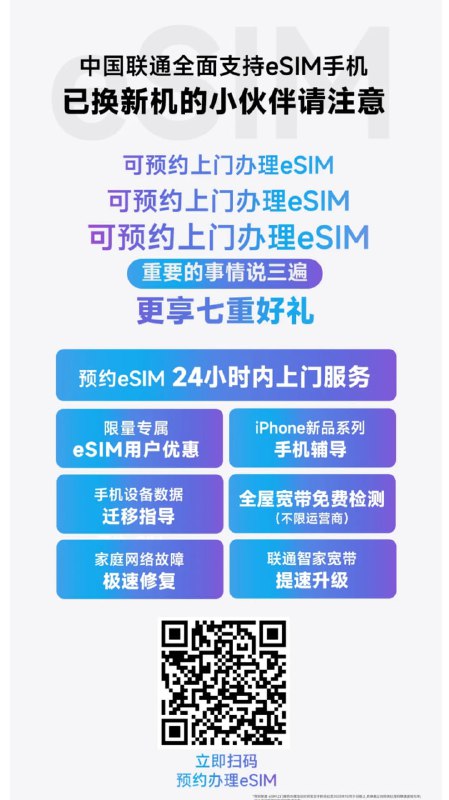 eSIM
中国联通全面支持eSIM手机
已换新机的小伙伴请注意
可预约上门办理eSIM
可预约上门办理eSIM
可预约上门办理eSIM
重要的事情说三遍
更享七重好礼
预约eSIM 24小时内上门服务
限量专属
eSIM用户优惠
iPhone新品系列
手机辅导
手机设备数据
迁移指导
全屋宽带免费检测
(不限运营商)
家庭网络故障
极速修复
联通智家宽带
提速升级
立即扫码
预约办理eSIM